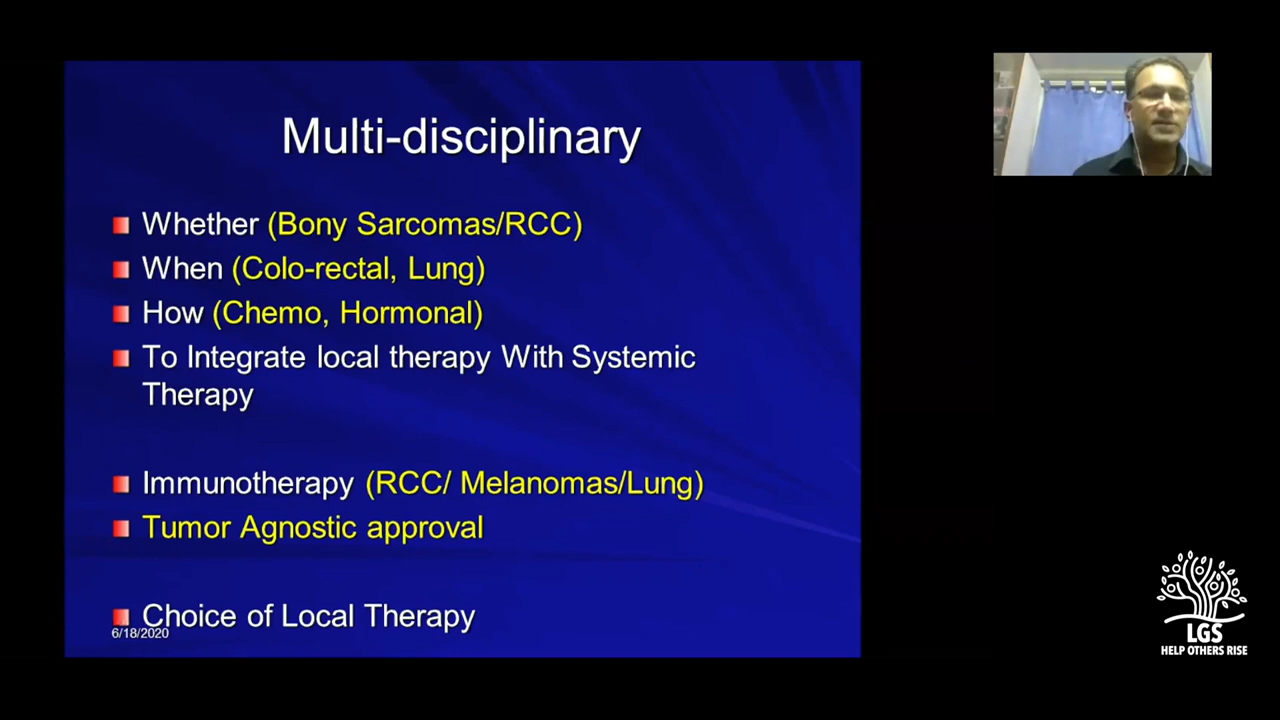 Multi-disciplinary
Whether (Bony Sarcomas/RCC)
When (Colo-rectal, Lung)
How (Chemo, Hormonal)
To Integrate local therapy With Systemic
Therapy
Immunotherapy (RCC/ Melanomas/Lung)
Tumor Agnostic approval
Choice of Local Therapy
6/18/2020
LGS
HELP OTHERS RISE